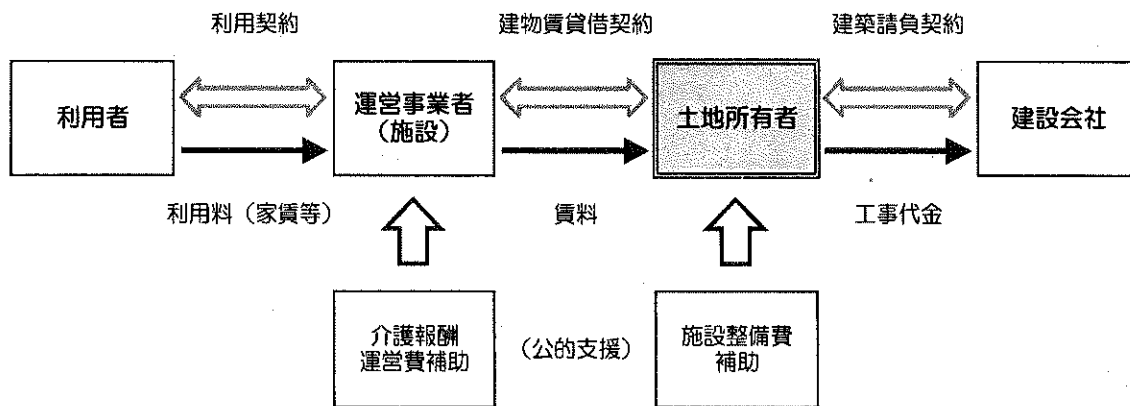 利用契約
建物賃貸借契約
建築請負契約
利用者
運営事業者
（施設）
土地所有者
建設会社
利用料（家賃等）
賃料
工事代金
介護報酬
運営費補助
（公的支援）
施設整備費
補助